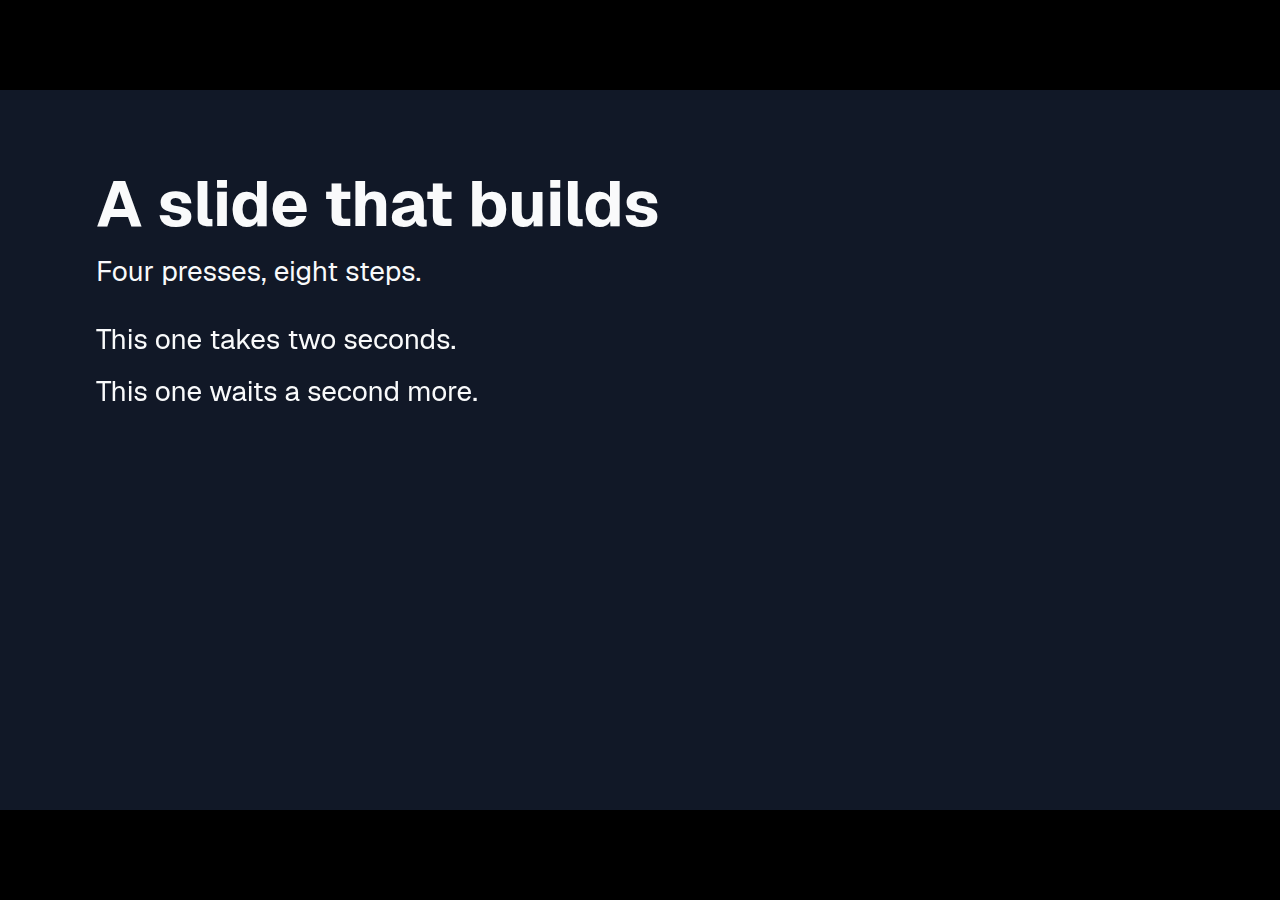 A slide that builds
Four presses, eight steps.
This one takes two seconds.
This one waits a second more.